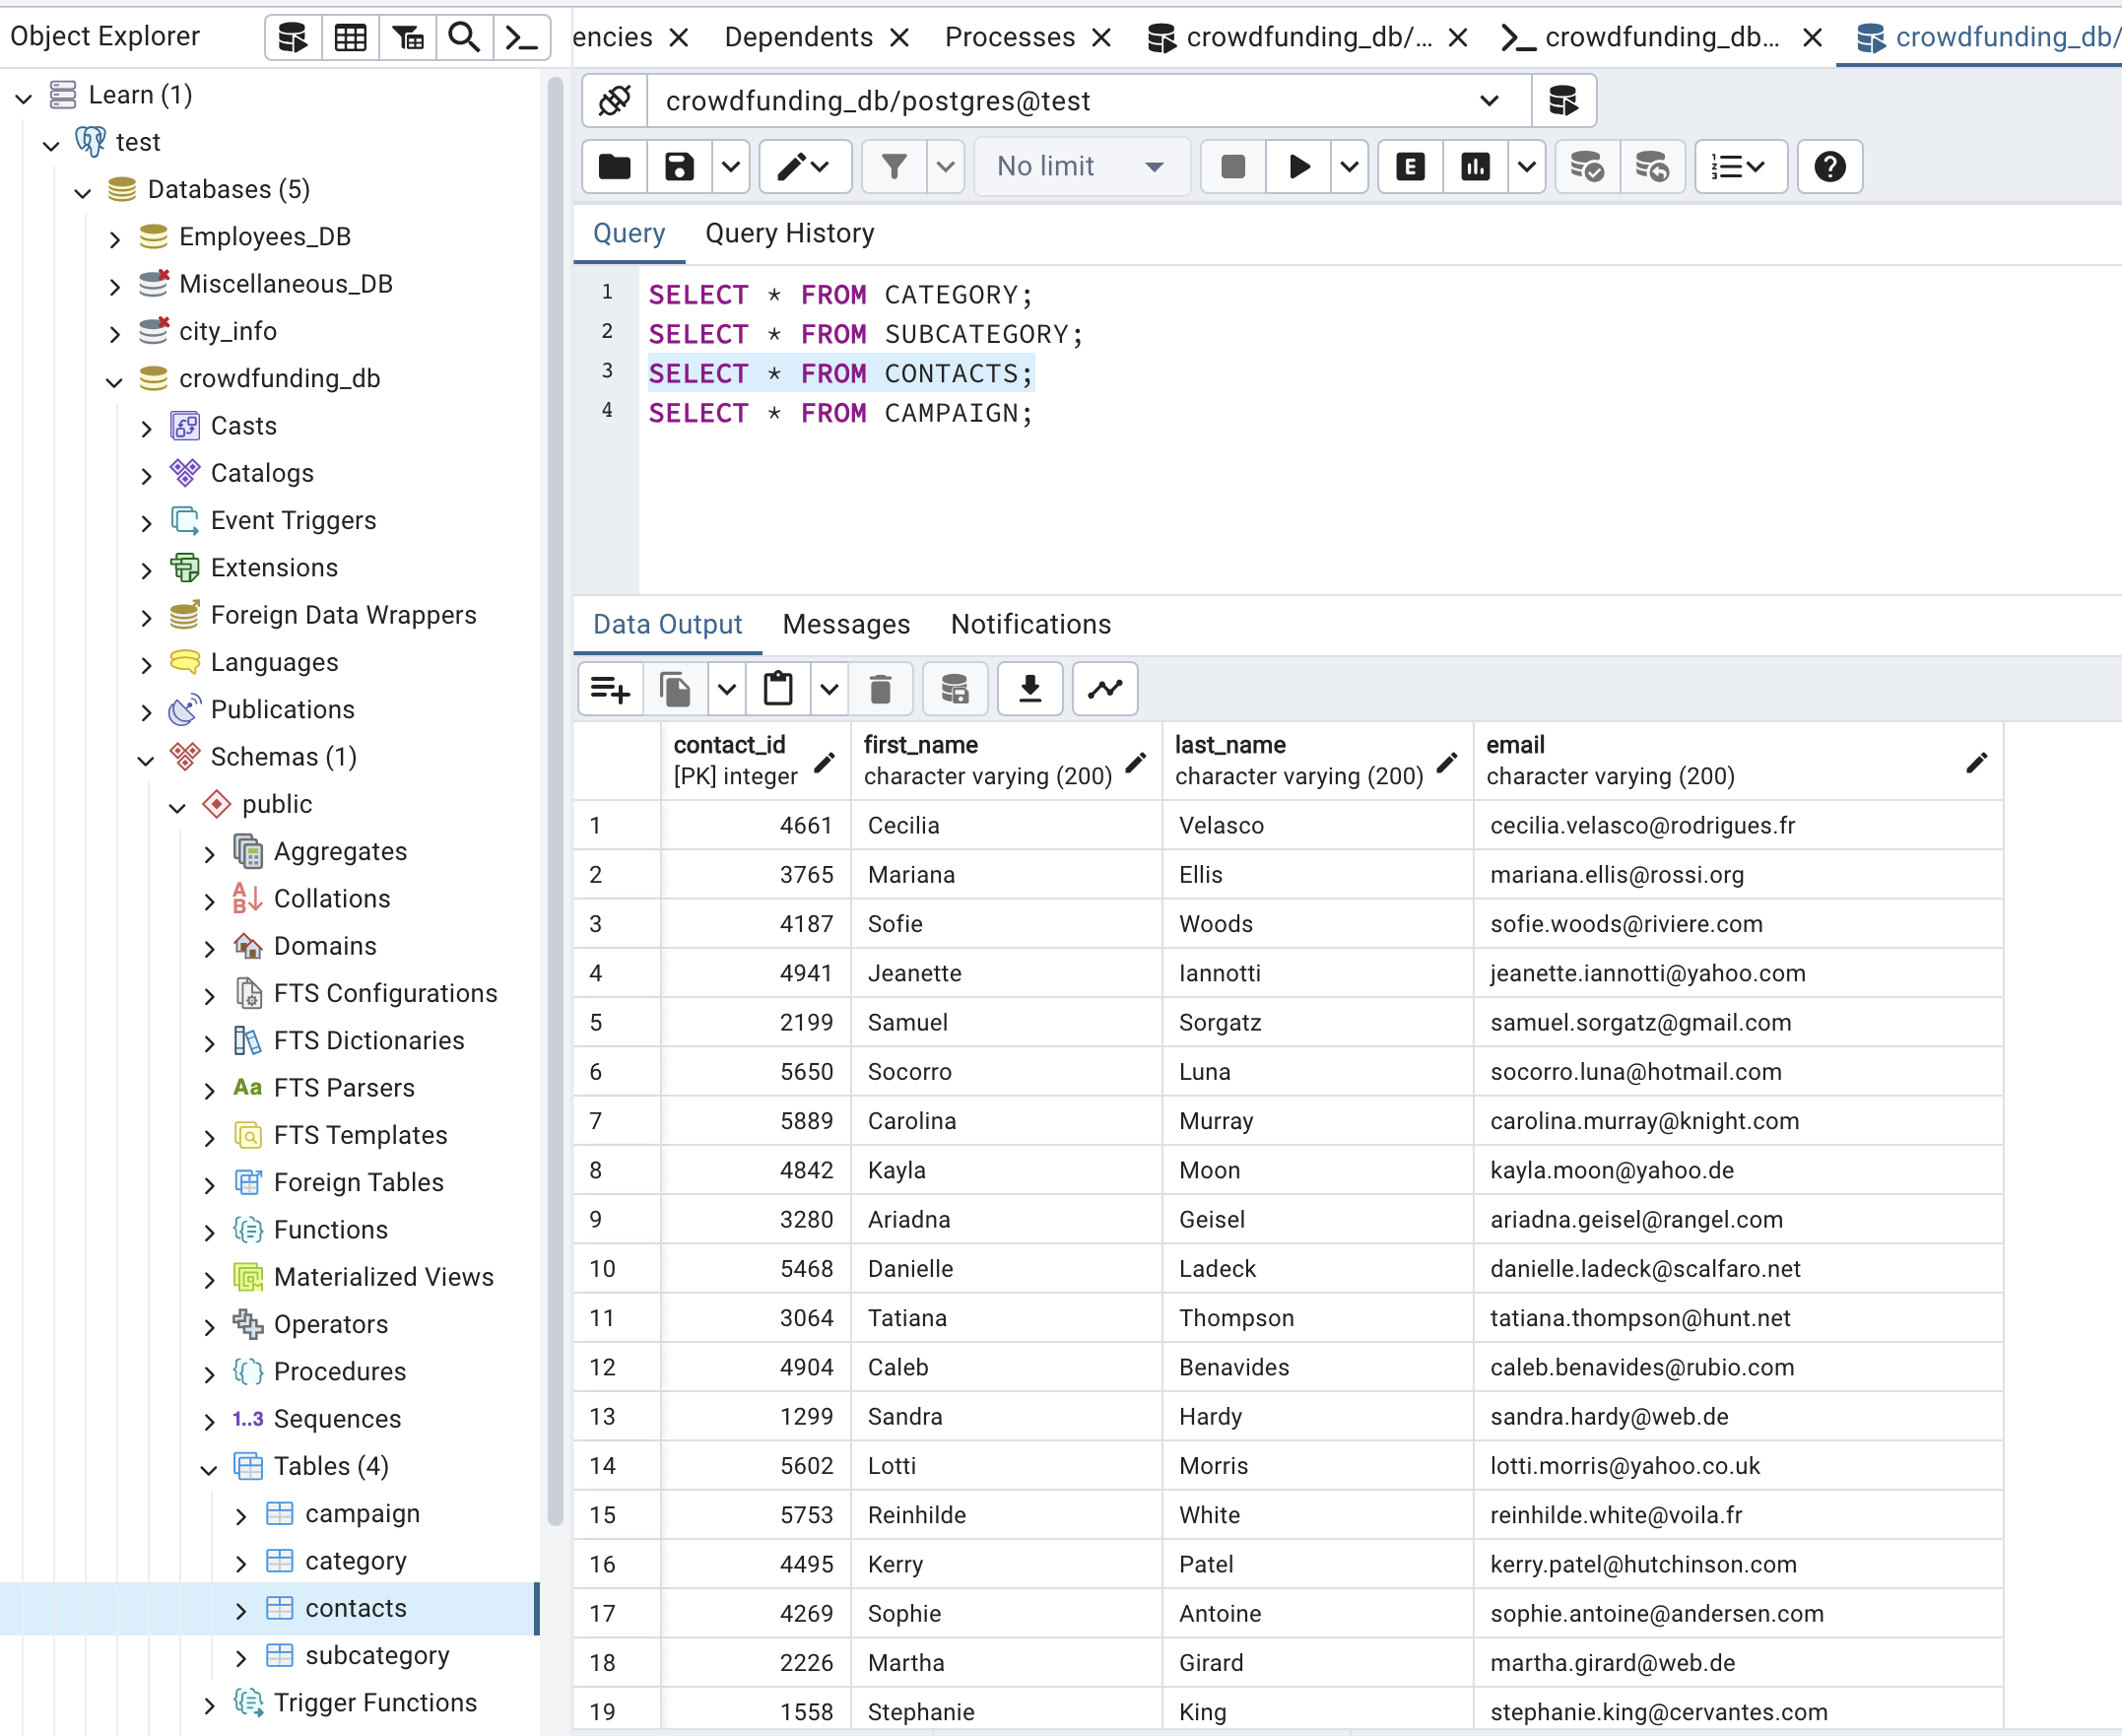 Object Explorer
Learn (1)
test
Databases (5)
Employees_DB
Miscellaneous_DB
city_info
crowdfunding_db
Casts
Catalogs
Event Triggers
Extensions
Foreign Data Wrappers
Languages
Publications
Schemas (1)
public
Aggregates
Collations
Domains
FTS Configurations
FTS Dictionaries
Aa FTS Parsers
FTS Templates
Foreign Tables
Functions
Materialized Views
Operators
Procedures
1..3 Sequences
Tables (4)
campaign
category
contacts
subcategory
Trigger Functions
encies Dependents Processes crowdfunding_db/... crowdfunding_db... crowdfunding_db/
crowdfunding_db/postgres@test
No limit E
Query Query History
1 SELECT * FROM CATEGORY;
2 SELECT * FROM SUBCATEGORY;
3 SELECT * FROM CONTACTS;
4 SELECT * FROM CAMPAIGN;
Data Output Messages Notifications
contact_id first_name last_name email
[PK] integer character varying (200) character varying (200) character varying (200)
1 4661 Cecilia Velasco cecilia.velasco@rodrigues.fr
2 3765 Mariana Ellis mariana.ellis@rossi.org
3 4187 Sofie Woods sofie.woods@riviere.com
4 4941 Jeanette Iannotti jeanette.iannotti@yahoo.com
5 2199 Samuel Sorgatz samuel.sorgatz@gmail.com
6 5650 Socorro Luna socorro.luna@hotmail.com
7 5889 Carolina Murray carolina.murray@knight.com
8 4842 Kayla Moon kayla.moon@yahoo.de
9 3280 Ariadna Geisel ariadna.geisel@rangel.com
10 5468 Danielle Ladeck danielle.ladeck@scalfaro.net
11 3064 Tatiana Thompson tatiana.thompson@hunt.net
12 4904 Caleb Benavides caleb.benavides@rubio.com
13 1299 Sandra Hardy sandra.hardy@web.de
14 5602 Lotti Morris lotti.morris@yahoo.co.uk
15 5753 Reinhilde White reinhilde.white@voila.fr
16 4495 Kerry Patel kerry.patel@hutchinson.com
17 4269 Sophie Antoine sophie.antoine@andersen.com
18 2226 Martha Girard martha.girard@web.de
19 1558 Stephanie King stephanie.king@cervantes.com